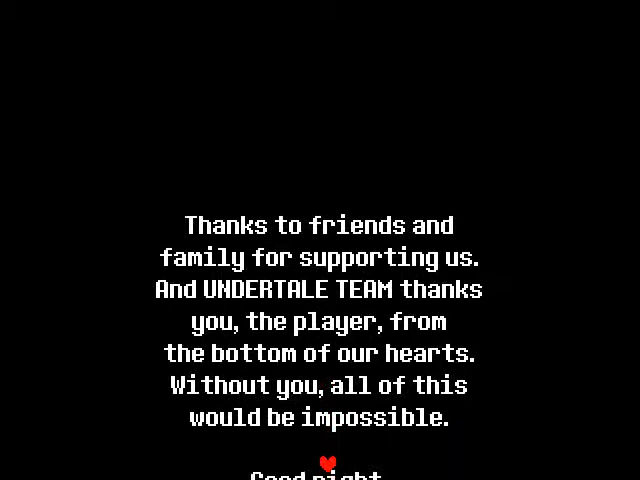 Thanks to friends and
family for supporting us.
And UNDERTALE TEAM thanks
you, the player, from
the bottom of our hearts.
Without you, all of this
would be impossible.
Good night